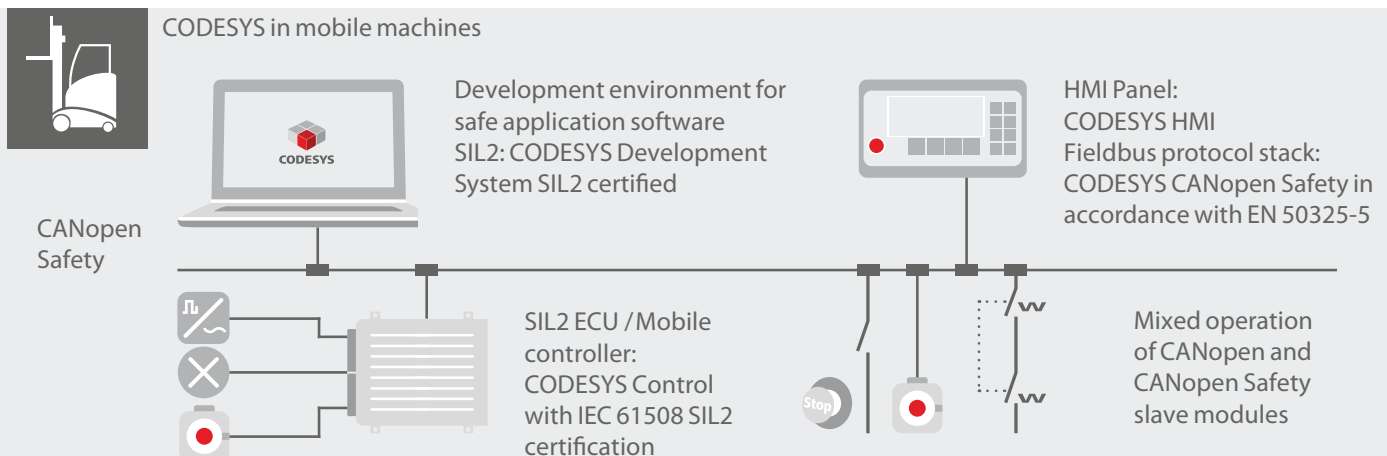 CODESYS in mobile machines
CODESYS
Development environment for
safe application software
SIL2: CODESYS Development
System SIL2 certified
HMI Panel:
CODESYS HMI
Fieldbus protocol stack:
CODESYS CANopen Safety in
accordance with EN 50325-5
CANopen
Safety
SIL2 ECU / Mobile
controller:
CODESYS Control
with IEC 61508 SIL2
certification
Stop
Mixed operation
of CANopen and
CANopen Safety
slave modules